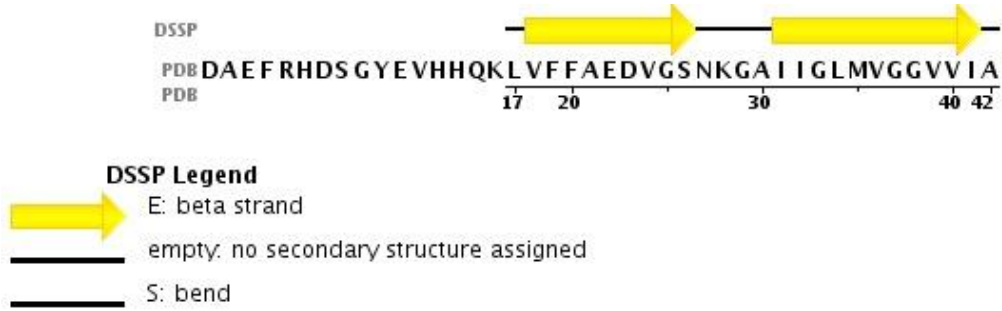 DSSP
PDB DAEFRHDSGYEVHHQKLVFFAEDVGSNKGAIIGLMVGGVVIA
PDB 17 20 30 40 42
DSSP Legend
E: beta strand
empty: no secondary structure assigned
S: bend